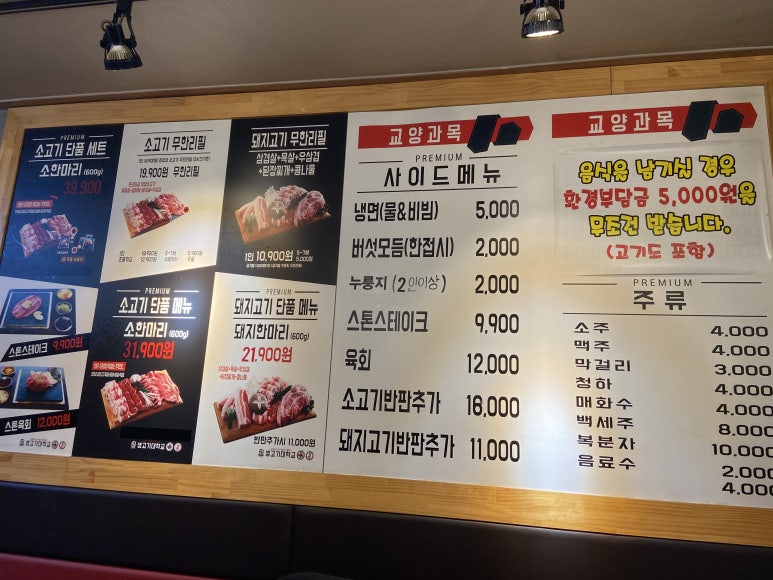 PREMIUM
소고기 단품 세트
소한마리 (600g)
39,900
스톤스테이크 9,900원
스톤육회 12,000원
PREMIUM
소고기 무한리필
19,900원 무한리필
PREMIUM
소고기 단품 메뉴
소한마리 (600g)
31,900원
생고기대학교
PREMIUM
돼지고기 무한리필
삼겹살+목살+우삼겹
+된장찌개+콩나물
1인 10,900원
PREMIUM
돼지고기 단품 메뉴
돼지한마리 (600g)
21,900원
반판추가시 11,000원
생고기대학교
교양과목
PREMIUM
사이드메뉴
냉면(물&비빔) 5,000
버섯모듬(한접시) 2,000
누룽지 (2인이상) 2,000
스톤스테이크 9,900
육회 12,000
소고기반판추가 16,000
돼지고기반판추가 11,000
교양과목
음식을 남기실 경우
환경부담금 5,000원을
무조건 받습니다.
(고기도 포함)
PREMIUM
주류
소주 4,000
맥주 4,000
막걸리 3,000
청하 4,000
매화수 4,000
백세주 8,000
복분자 10,000
음료수 2,000
4,000